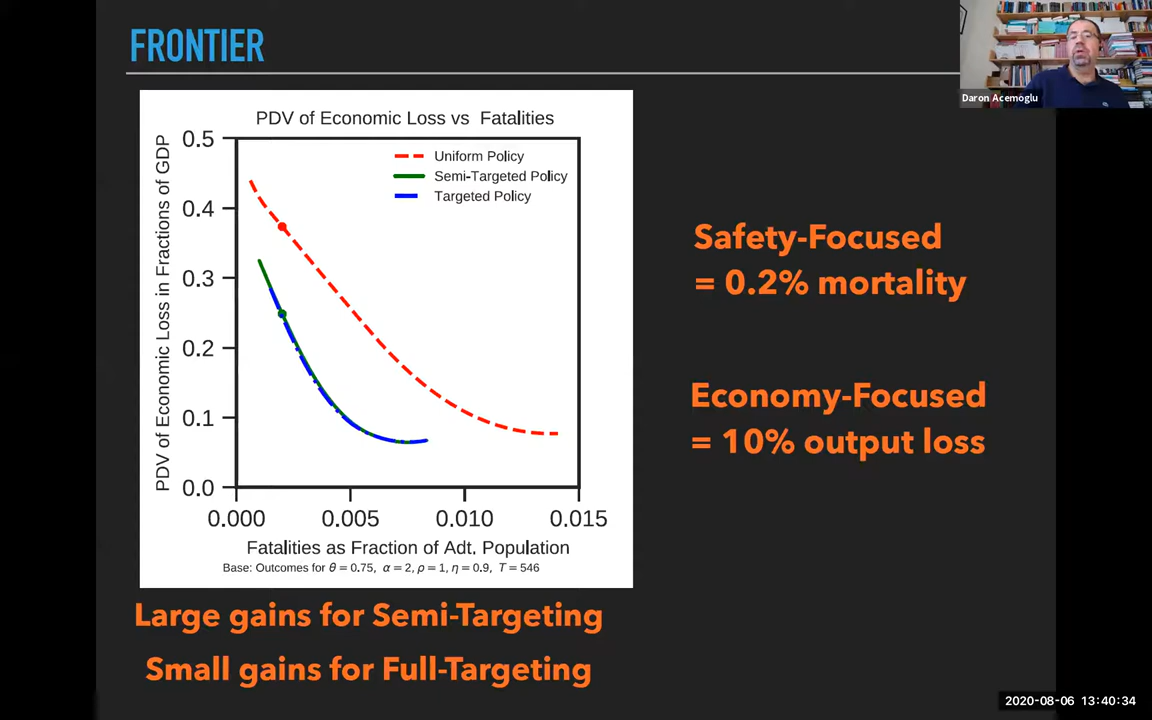 FRONTIER
Daron Acemoglu
PDV of Economic Loss vs Fatalities
PDV of Economic Loss in Fractions of GDP
0.5
0.4
0.3
0.2
0.1
0.0
Uniform Policy
Semi-Targeted Policy
Targeted Policy
0.000 0.005 0.010 0.015
Fatalities as Fraction of Adt. Population
Base: Outcomes for θ = 0.75, α = 2, ρ = 1, η = 0.9, T = 546
Safety-Focused
= 0.2% mortality
Economy-Focused
= 10% output loss
Large gains for Semi-Targeting
Small gains for Full-Targeting
2020-08-06 13:40:34